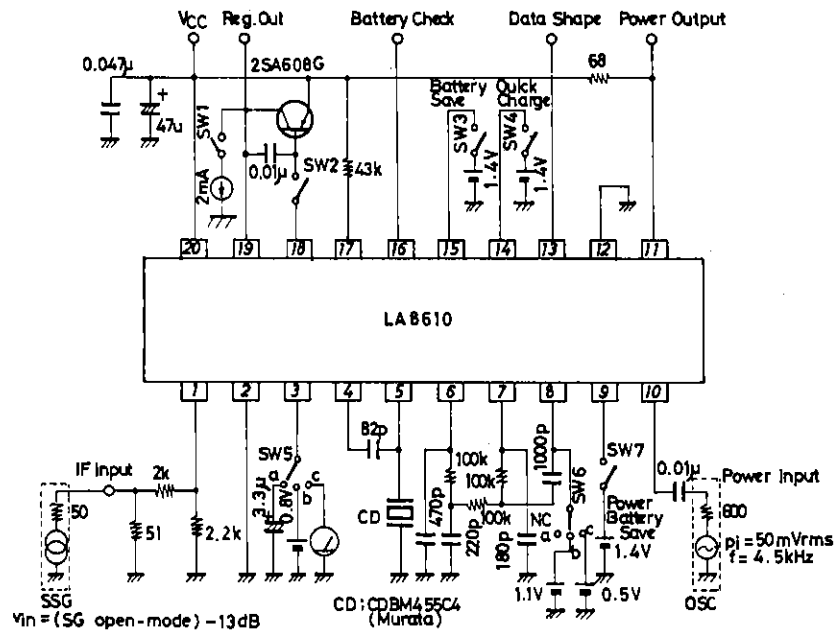 VCC Reg.Out Battery Check Data Shape Power Output
0.047μ
+
47μ
2SA608G
68
SW1
Battery Save
Quick Charge
SW3
SW4
2mA
0.01μ
SW2
43k
1.4V
1.4V
20 19 18 17 16 15 14 13 12 11
LA8610
1 2 3 4 5 6 7 8 9 10
82p
IF input
2k
SW5
a
b
c
3.3μ
+
0.8V
100k
100k
100k
1000p
SW6
SW7
0.01μ
Power Input
50
51
2.2k
CD
470p
220p
180p
NC
a
b
c
Power Battery Save
1.4V
600
pi=50mVrms
f=4.5kHz
1.1V
0.5V
SSG
OSC
vin=(SG open-mode)-13dB
CD:CDBM455C4
(Murata)